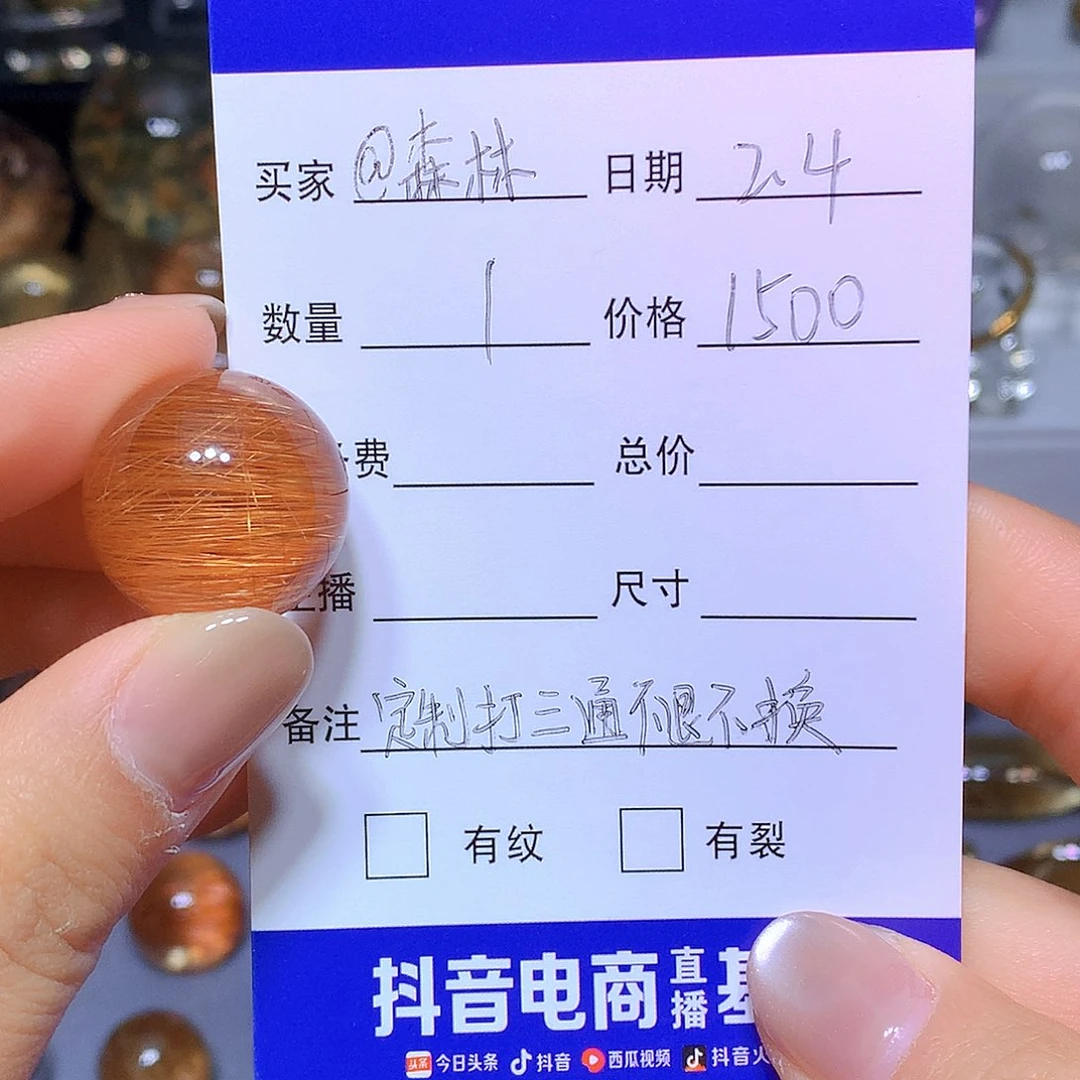 买家 @森林 日期 2.4
数量 1 价格 1500
费 总价
播 尺寸
备注 定制打三通不退不换
有纹 有裂
抖音电商直播基
头条 今日头条 抖音 西瓜视频 抖音火